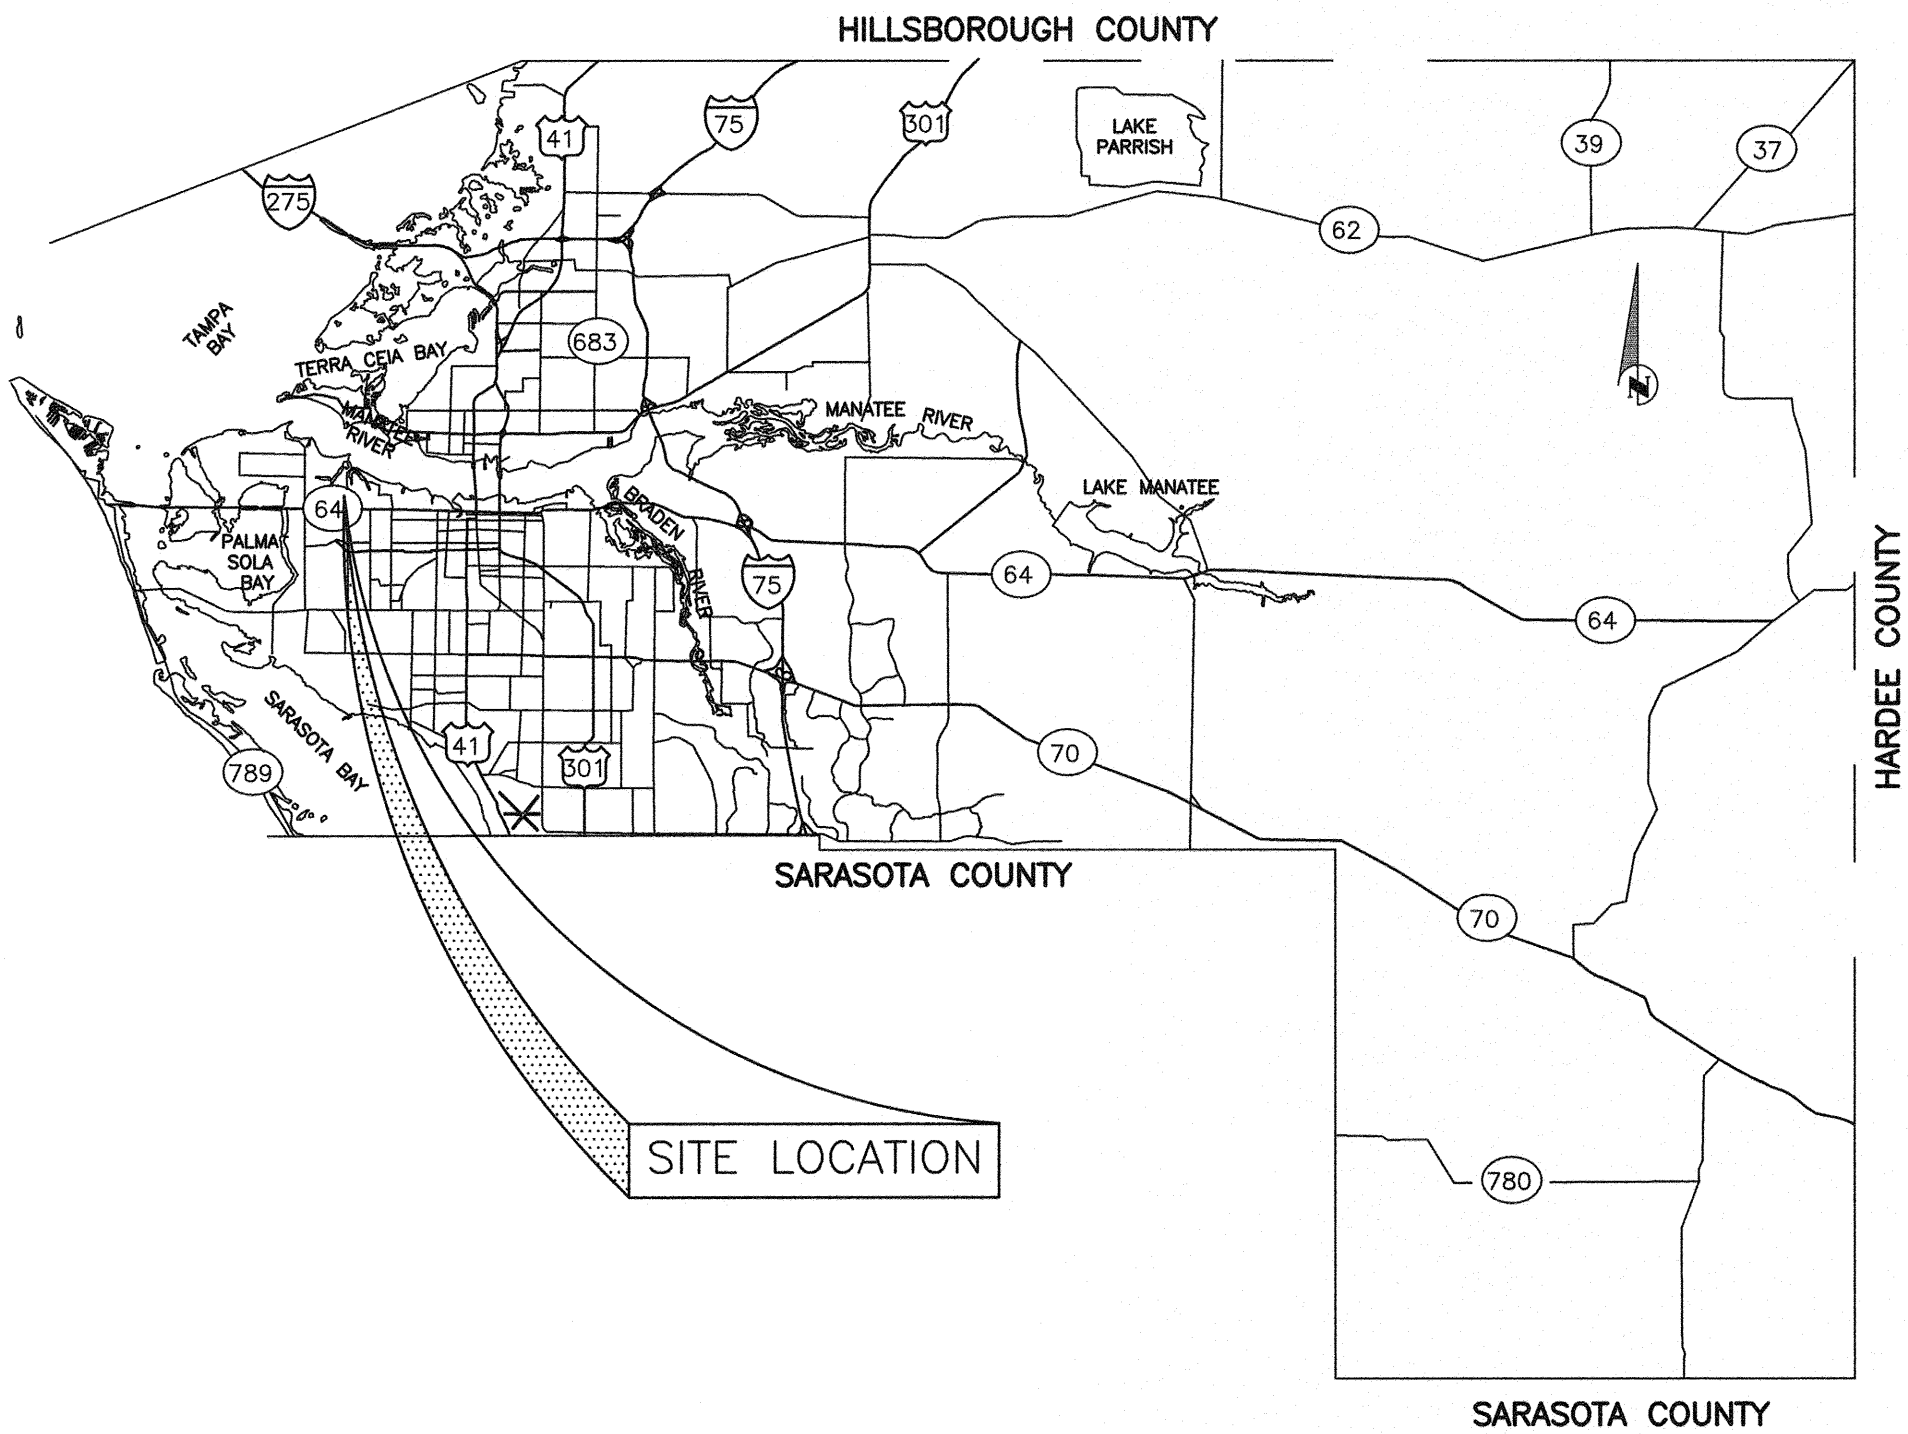 HILLSBOROUGH COUNTY
41
75
301
LAKE
PARRISH
39
37
275
62
TAMPA
BAY
683
TERRA CEIA BAY
MANATEE
RIVER
MANATEE RIVER
N
M
LAKE MANATEE
64
BRADEN
RIVER
PALMA
SOLA
BAY
75
64
64
HARDEE COUNTY
SARASOTA BAY
41
301
789
70
SARASOTA COUNTY
70
SITE LOCATION
780
SARASOTA COUNTY